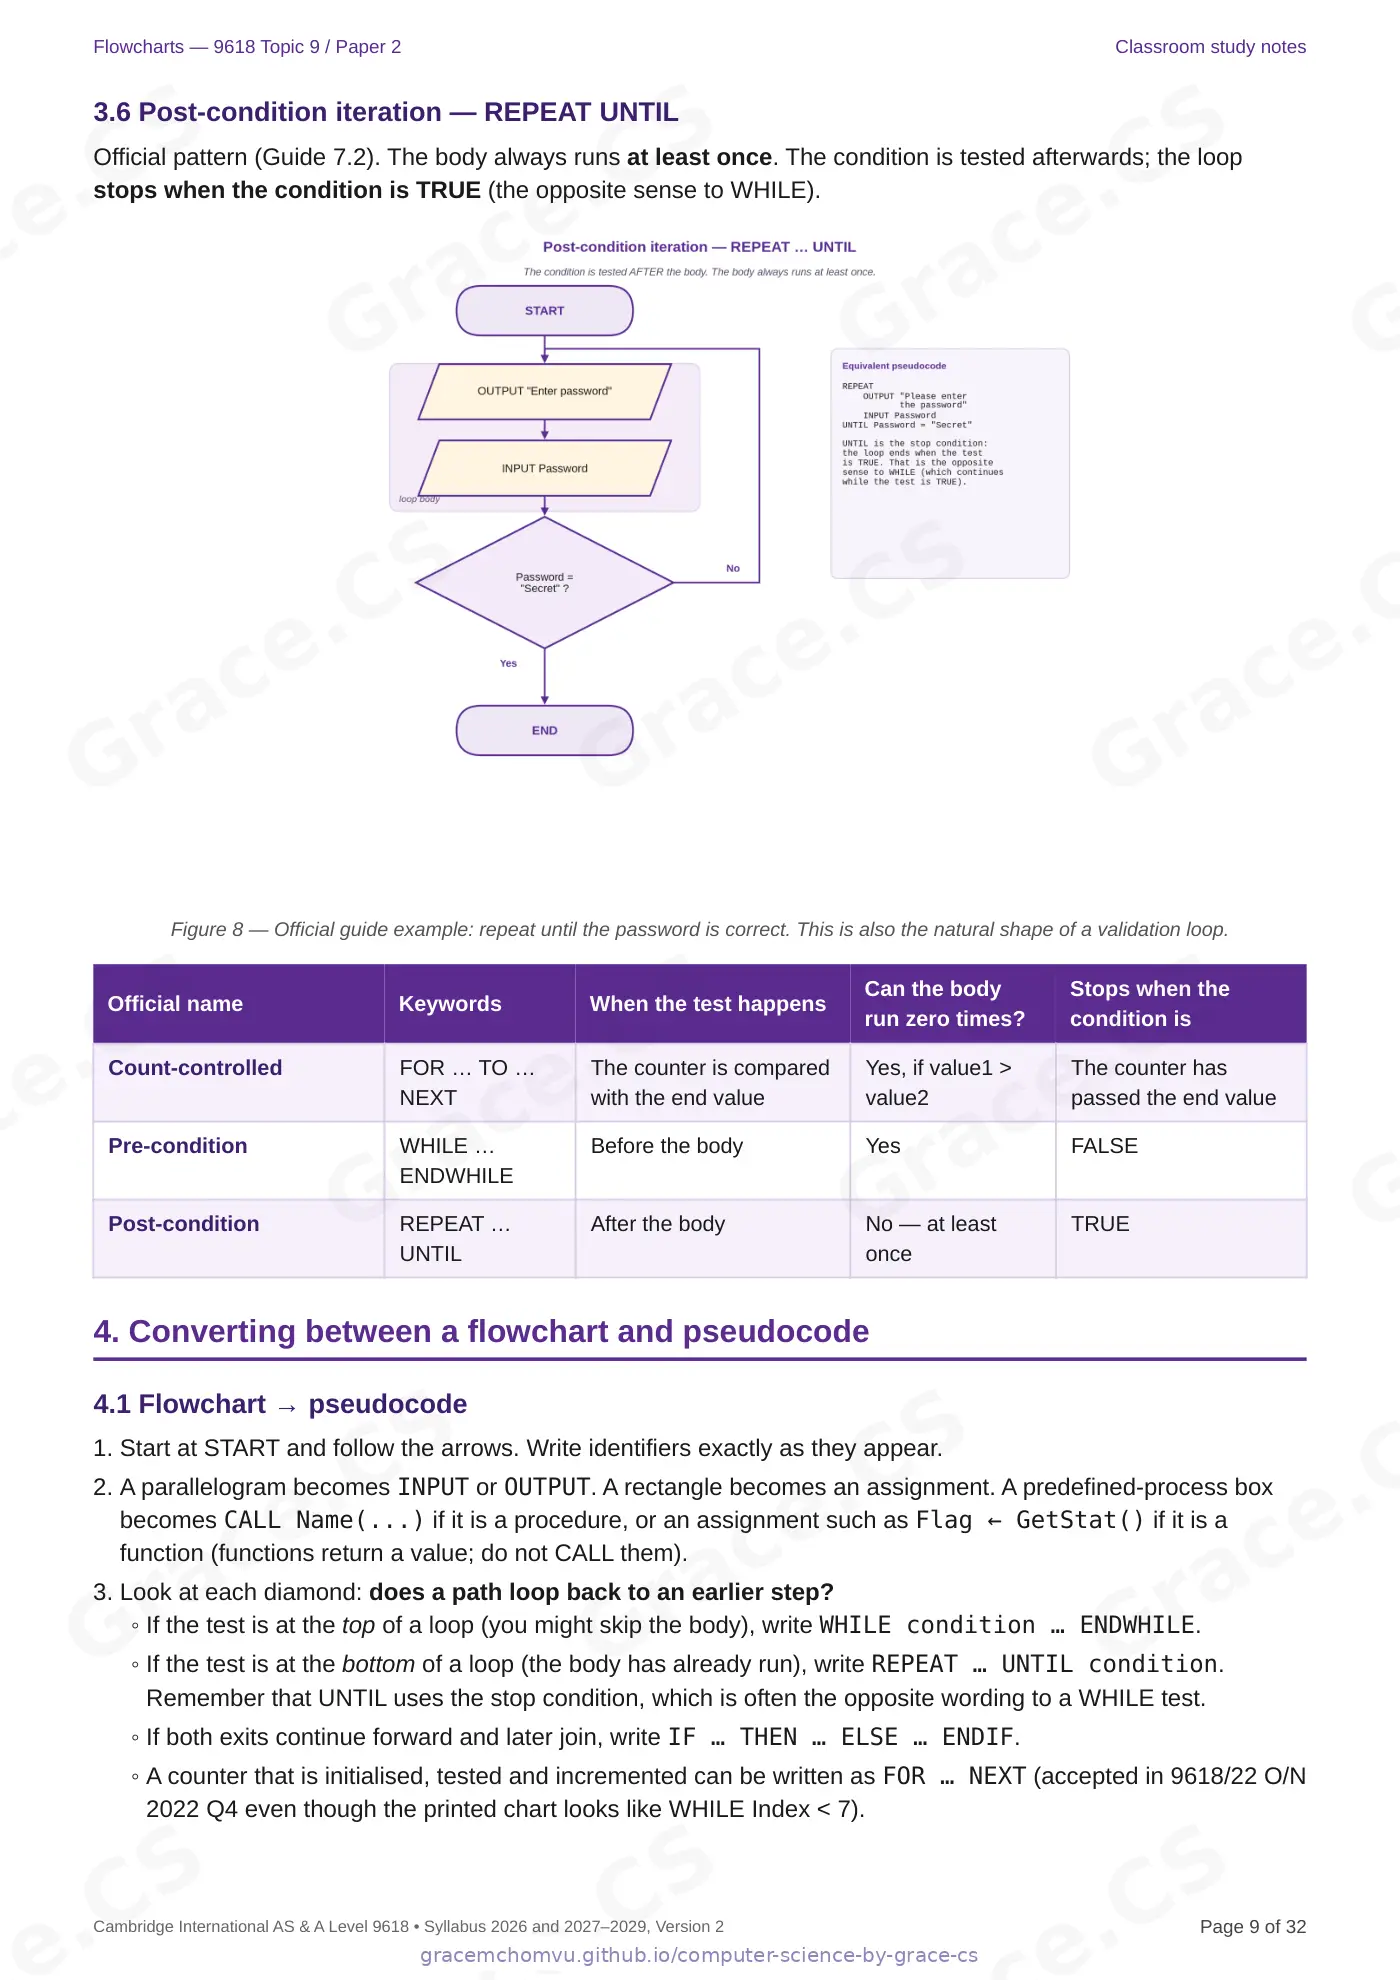 Flowcharts — 9618 Topic 9 / Paper 2
Classroom study notes
3.6 Post-condition iteration — REPEAT UNTIL
Official pattern (Guide 7.2). The body always runs at least once. The condition is tested afterwards; the loop
stops when the condition is TRUE (the opposite sense to WHILE).
Post-condition iteration — REPEAT … UNTIL
The condition is tested AFTER the body. The body always runs at least once.
START
OUTPUT "Enter password"
INPUT Password
loop body
Password =
"Secret" ?
No
Yes
END
Equivalent pseudocode
REPEAT
OUTPUT "Please enter
the password"
INPUT Password
UNTIL Password = "Secret"
UNTIL is the stop condition:
the loop ends when the test
is TRUE. That is the opposite
sense to WHILE (which continues
while the test is TRUE).
Figure 8 — Official guide example: repeat until the password is correct. This is also the natural shape of a validation loop.
Official name
Keywords
When the test happens
Can the body
run zero times?
Stops when the
condition is
Count-controlled
FOR … TO …
NEXT
The counter is compared
with the end value
Yes, if value1 >
value2
The counter has
passed the end value
Pre-condition
WHILE …
ENDWHILE
Before the body
Yes
FALSE
Post-condition
REPEAT …
UNTIL
After the body
No — at least
once
TRUE
4. Converting between a flowchart and pseudocode
4.1 Flowchart → pseudocode
1. Start at START and follow the arrows. Write identifiers exactly as they appear.
2. A parallelogram becomes INPUT or OUTPUT. A rectangle becomes an assignment. A predefined-process box
becomes CALL Name(...) if it is a procedure, or an assignment such as Flag ← GetStat() if it is a
function (functions return a value; do not CALL them).
3. Look at each diamond: does a path loop back to an earlier step?
◦ If the test is at the top of a loop (you might skip the body), write WHILE condition … ENDWHILE.
◦ If the test is at the bottom of a loop (the body has already run), write REPEAT … UNTIL condition.
Remember that UNTIL uses the stop condition, which is often the opposite wording to a WHILE test.
◦ If both exits continue forward and later join, write IF … THEN … ELSE … ENDIF.
◦ A counter that is initialised, tested and incremented can be written as FOR … NEXT (accepted in 9618/22 O/N
2022 Q4 even though the printed chart looks like WHILE Index < 7).
Cambridge International AS & A Level 9618 • Syllabus 2026 and 2027–2029, Version 2
Page 9 of 32
gracemchomvu.github.io/computer-science-by-grace-cs
Grace.CS